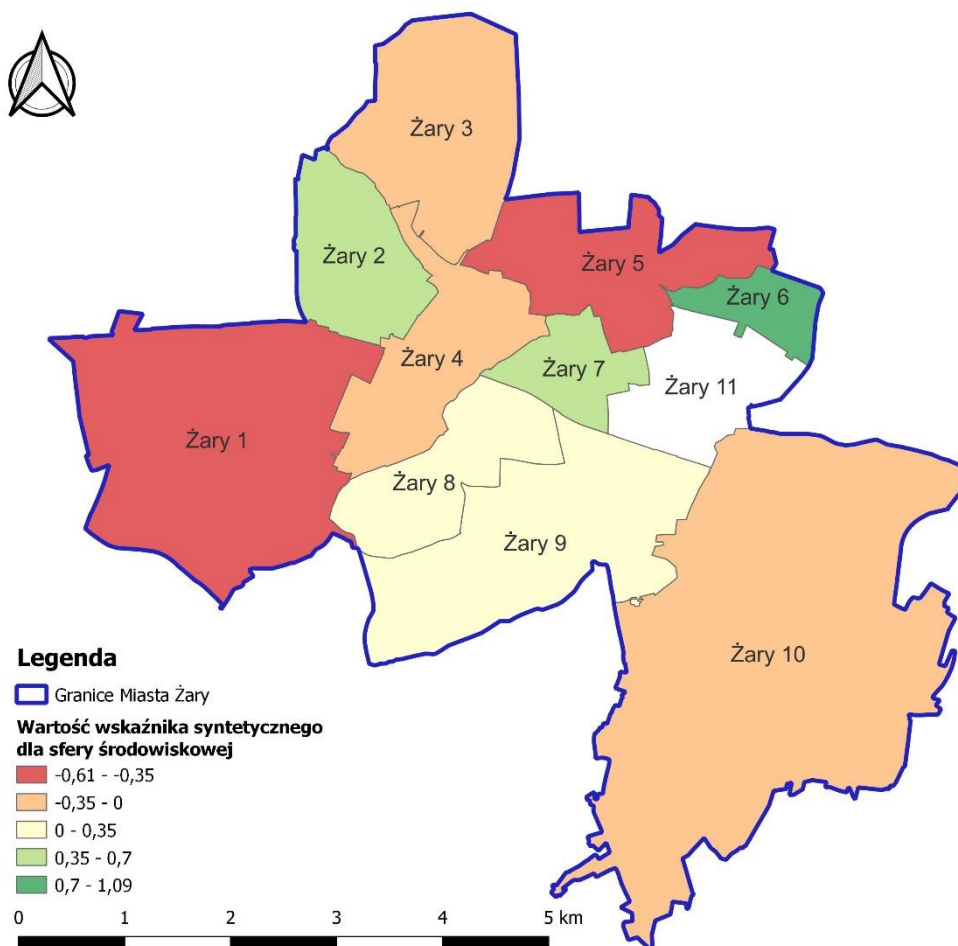 Żary 3
Żary 2
Żary 5
Żary 6
Żary 4
Żary 7
Żary 11
Żary 1
Żary 8
Żary 9
Żary 10
Legenda
Granice Miasta Żary
Wartość wskaźnika syntetycznego
dla sfery środowiskowej
-0,61 - -0,35
-0,35 - 0
0 - 0,35
0,35 - 0,7
0,7 - 1,09
0 1 2 3 4 5 km